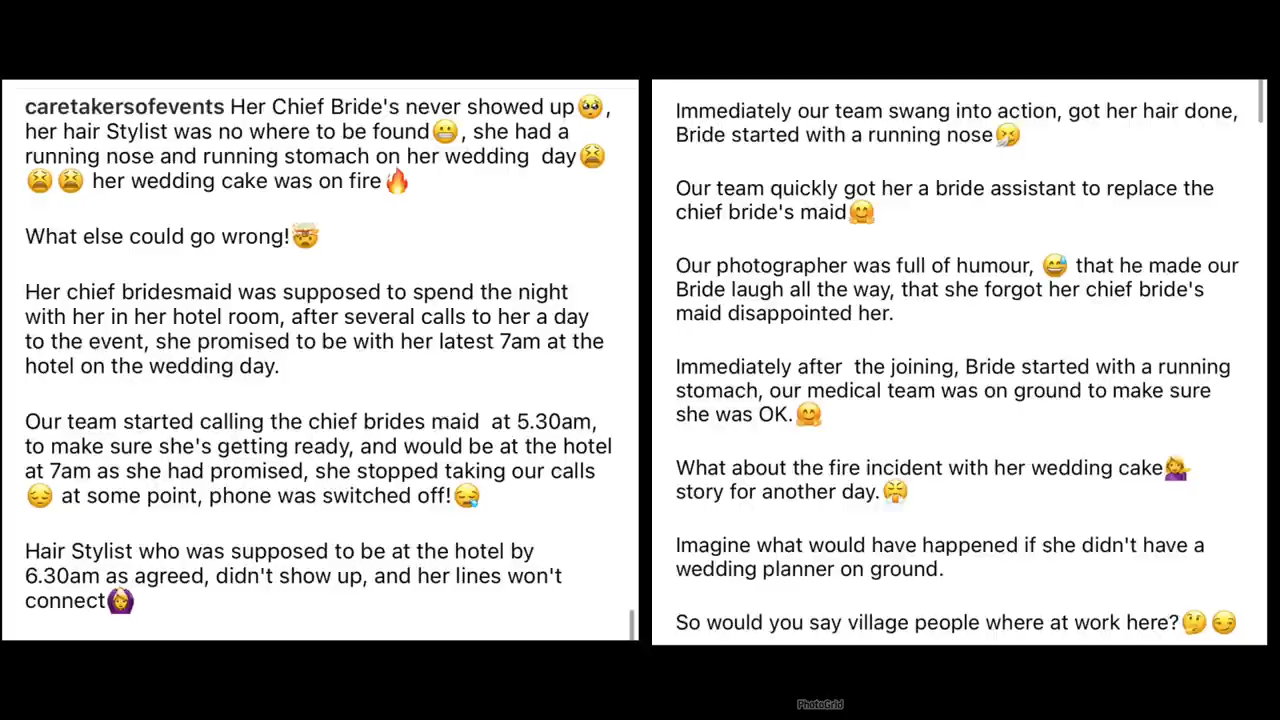 caretakersofevents Her Chief Bride's never showed up🥺,
her hair Stylist was no where to be found😬, she had a
running nose and running stomach on her wedding day😫
😫😫 her wedding cake was on fire🔥
What else could go wrong!🤯
Her chief bridesmaid was supposed to spend the night
with her in her hotel room, after several calls to her a day
to the event, she promised to be with her latest 7am at the
hotel on the wedding day.
Our team started calling the chief brides maid at 5.30am,
to make sure she's getting ready, and would be at the hotel
at 7am as she had promised, she stopped taking our calls
😔 at some point, phone was switched off!😪
Hair Stylist who was supposed to be at the hotel by
6.30am as agreed, didn't show up, and her lines won't
connect🙆‍♀️
Immediately our team swang into action, got her hair done,
Bride started with a running nose🤧
Our team quickly got her a bride assistant to replace the
chief bride's maid🤗
Our photographer was full of humour, 😅 that he made our
Bride laugh all the way, that she forgot her chief bride's
maid disappointed her.
Immediately after the joining, Bride started with a running
stomach, our medical team was on ground to make sure
she was OK.🤗
What about the fire incident with her wedding cake💁‍♀️
story for another day.😤
Imagine what would have happened if she didn't have a
wedding planner on ground.
So would you say village people where at work here?🤔😏
PhotoGrid